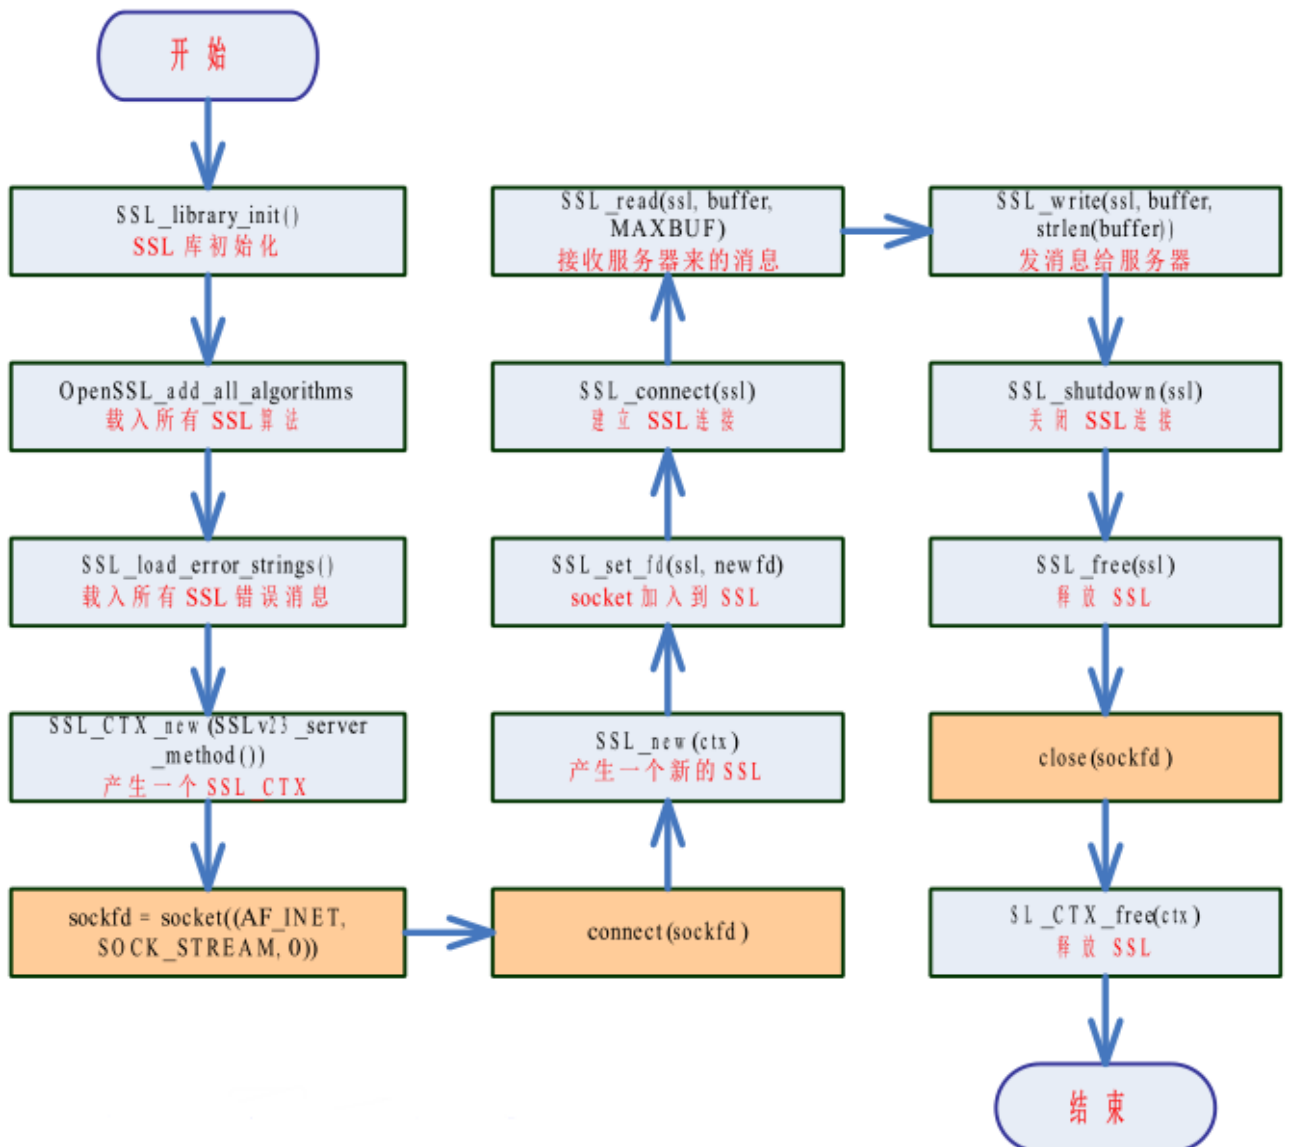 开始
SSL_library_init()
SSL 库初始化
OpenSSL_add_all_algorithms
载入所有 SSL 算法
SSL_load_error_strings()
载入所有 SSL 错误消息
SSL_CTX_new (SSLv23_server
_method())
产生一个 SSL_CTX
sockfd = socket((AF_INET,
SOCK_STREAM, 0))
connect(sockfd)
SSL_new(ctx)
产生一个新的 SSL
SSL_set_fd(ssl, newfd)
socket 加入到 SSL
SSL_connect(ssl)
建立 SSL 连接
SSL_read(ssl, buffer,
MAXBUF)
接收服务器来的消息
SSL_write(ssl, buffer,
strlen(buffer))
发消息给服务器
SSL_shutdown(ssl)
关闭 SSL 连接
SSL_free(ssl)
释放 SSL
close(sockfd)
SL_CTX_free(ctx)
释放 SSL
结束